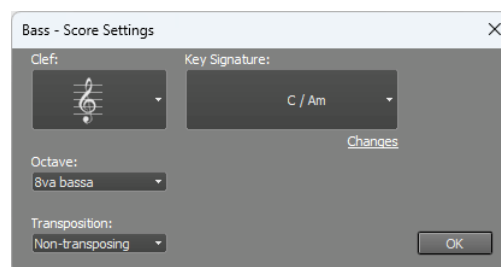 Bass - Score Settings
Clef:
Key Signature:
C / Am
Changes
Octave:
8va bassa
Transposition:
Non-transposing
OK